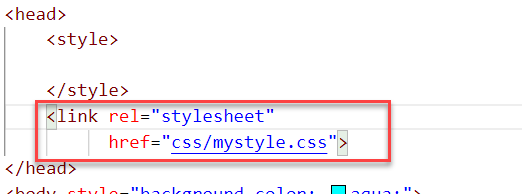 <head>
<style>
</style>
<link rel="stylesheet"
href="css/mystyle.css">
</head>
<body style="background-color: aqua;">